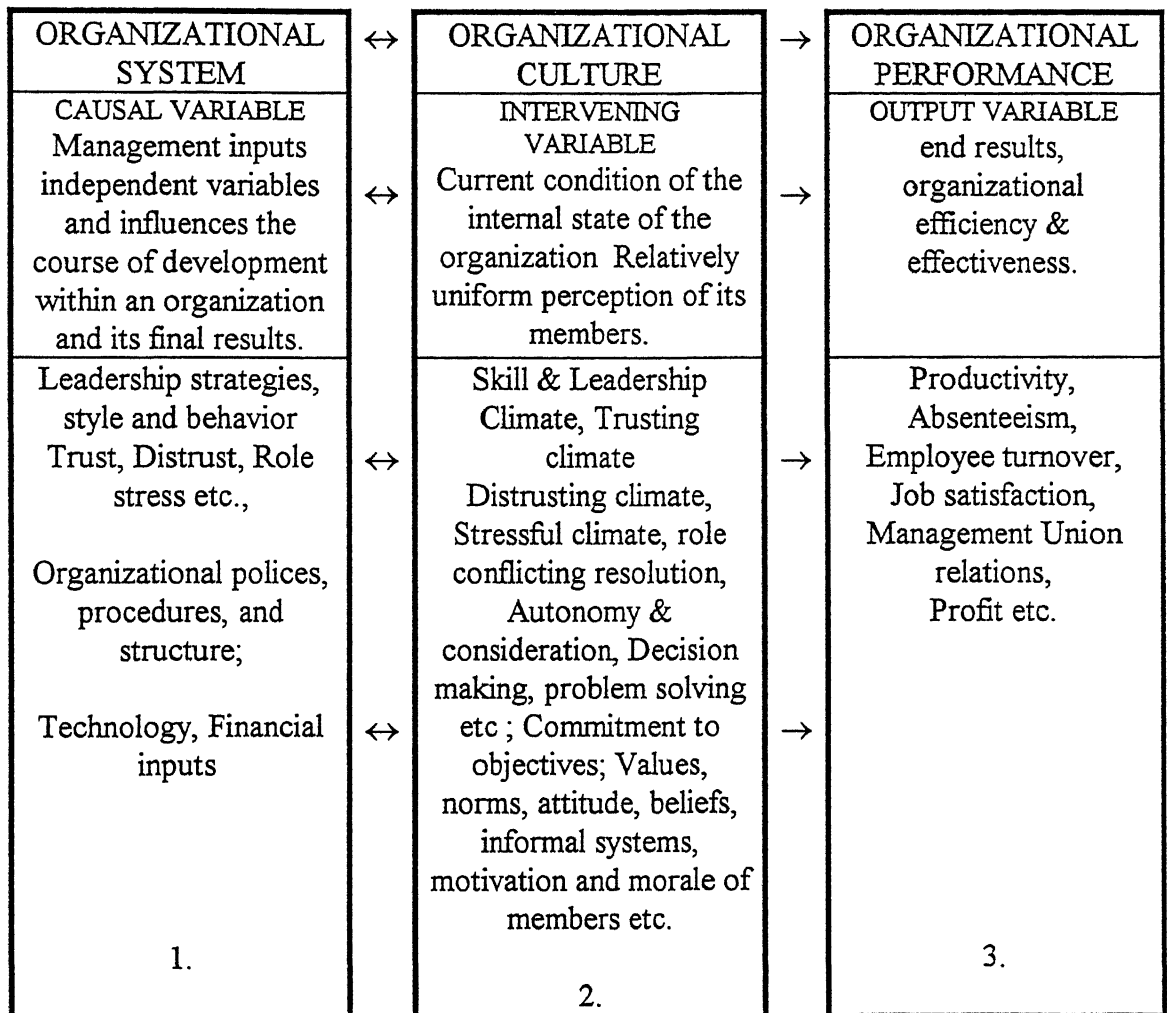 ORGANIZATIONAL
SYSTEM
CAUSAL VARIABLE
Management inputs
independent variables
and influences the
course of development
within an organization
and its final results.
Leadership strategies,
style and behavior
Trust, Distrust, Role
stress etc.,
Organizational polices,
procedures, and
structure;
Technology, Financial
inputs
1.
↔
↔
↔
↔
ORGANIZATIONAL
CULTURE
INTERVENING
VARIABLE
Current condition of the
internal state of the
organization Relatively
uniform perception of its
members.
Skill & Leadership
Climate, Trusting
climate
Distrusting climate,
Stressful climate, role
conflicting resolution,
Autonomy &
consideration, Decision
making, problem solving
etc ; Commitment to
objectives; Values,
norms, attitude, beliefs,
informal systems,
motivation and morale of
members etc.
2.
→
→
→
→
ORGANIZATIONAL
PERFORMANCE
OUTPUT VARIABLE
end results,
organizational
efficiency &
effectiveness.
Productivity,
Absenteeism,
Employee turnover,
Job satisfaction,
Management Union
relations,
Profit etc.
3.